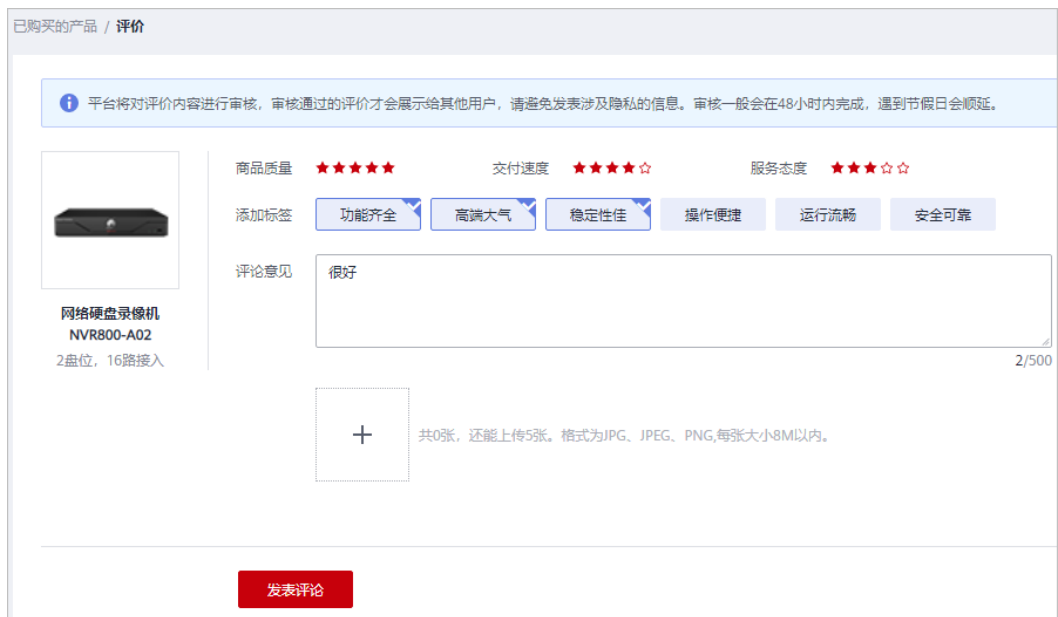 已购买的产品 / 评价
平台将对评价内容进行审核，审核通过的评价才会展示给其他用户，请避免发表涉及隐私的信息。审核一般会在48小时内完成，遇到节假日会顺延。
商品质量 ★★★★★ 交付速度 ★★★★☆ 服务态度 ★★★☆☆
添加标签 功能齐全 高端大气 稳定性佳 操作便捷 运行流畅 安全可靠
评论意见 很好
2/500
网络硬盘录像机
NVR800-A02
2盘位，16路接入
共0张，还能上传5张。格式为JPG、JPEG、PNG,每张大小8M以内。
发表评论